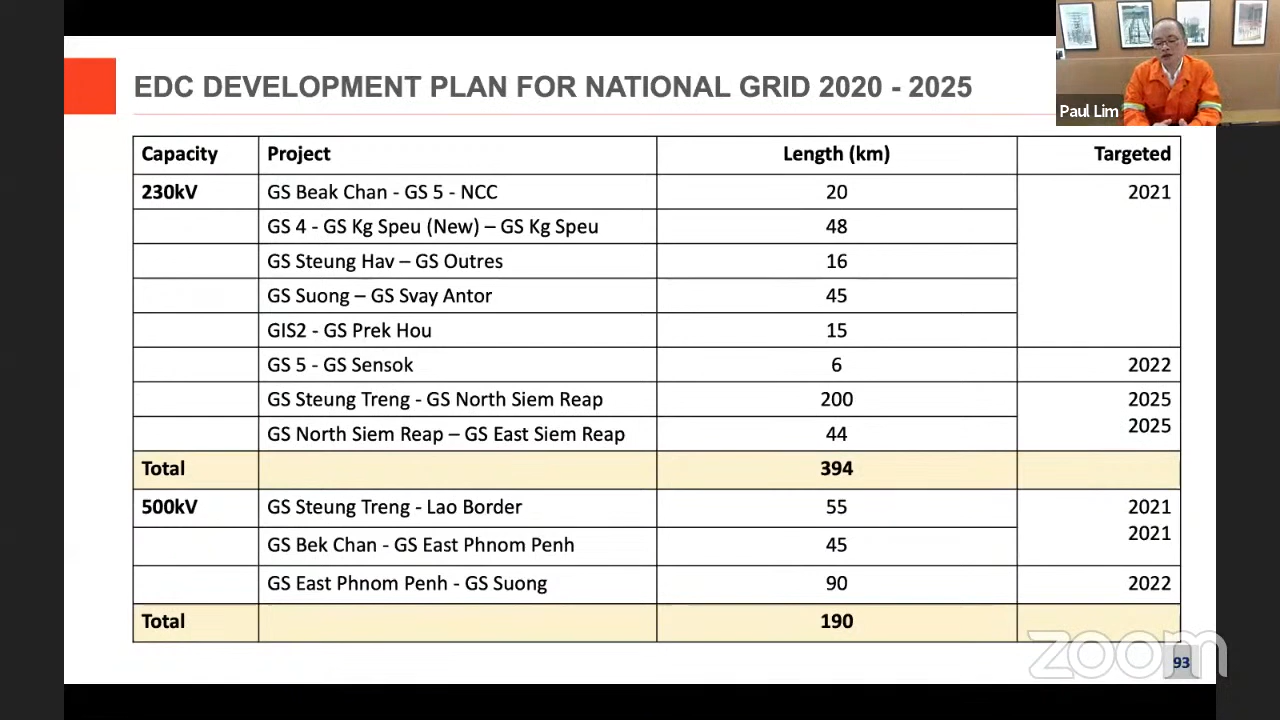 Paul Lim
EDC DEVELOPMENT PLAN FOR NATIONAL GRID 2020 - 2025
Capacity Project Length (km) Targeted
230kV GS Beak Chan - GS 5 - NCC 20 2021
GS 4 - GS Kg Speu (New) – GS Kg Speu 48
GS Steung Hav – GS Outres 16
GS Suong – GS Svay Antor 45
GIS2 - GS Prek Hou 15
GS 5 - GS Sensok 6 2022
GS Steung Treng - GS North Siem Reap 200 2025
GS North Siem Reap – GS East Siem Reap 44 2025
Total 394
500kV GS Steung Treng - Lao Border 55 2021
GS Bek Chan - GS East Phnom Penh 45 2021
GS East Phnom Penh - GS Suong 90 2022
Total 190
zoom
93